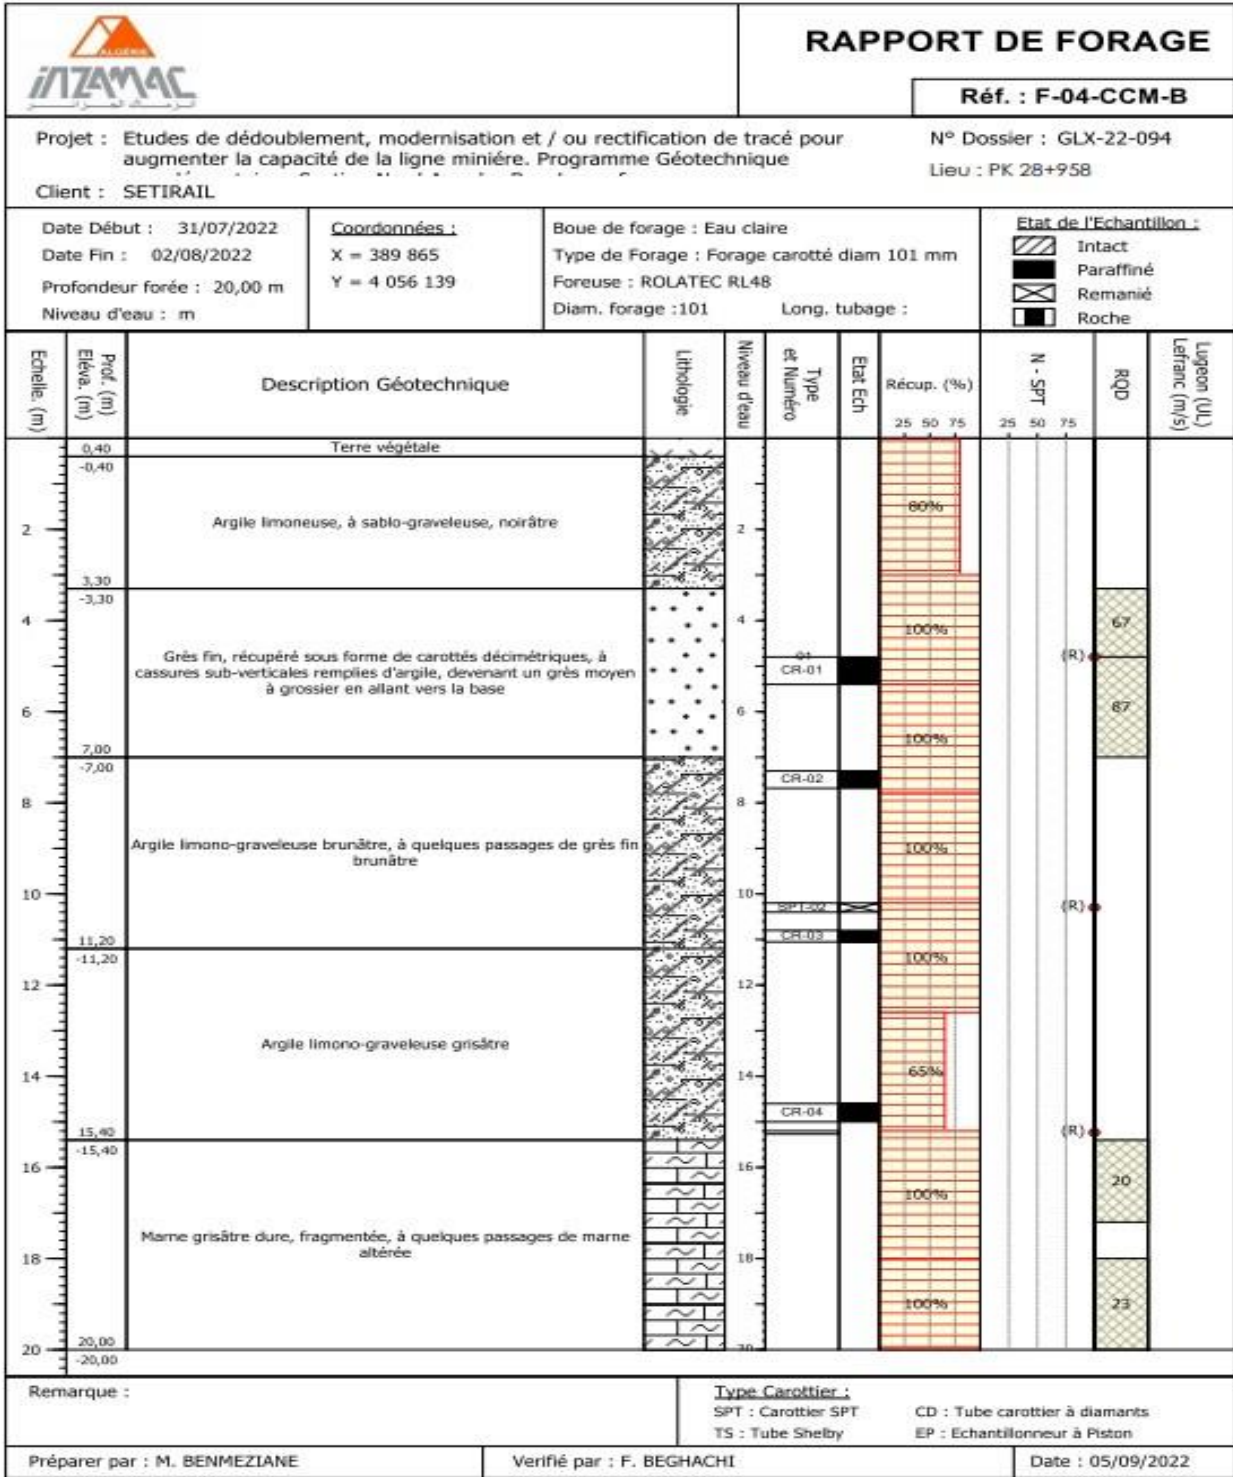 ALGÉRIE
inZAMAC
RAPPORT DE FORAGE
Réf. : F-04-CCM-B
Projet : Etudes de dédoublement, modernisation et / ou rectification de tracé pour
augmenter la capacité de la ligne minière. Programme Géotechnique
Client : SETIRAIL
N° Dossier : GLX-22-094
Lieu : PK 28+958
Date Début : 31/07/2022
Date Fin : 02/08/2022
Profondeur forée : 20,00 m
Niveau d'eau : m
Coordonnées :
X = 389 865
Y = 4 056 139
Boue de forage : Eau claire
Type de Forage : Forage carotté diam 101 mm
Foreuse : ROLATEC RL48
Diam. forage :101 Long. tubage :
Etat de l'Echantillon :
Intact
Paraffiné
Remanié
Roche
Echelle. (m)
Prof. (m)
Eléva. (m)
Description Géotechnique
Lithologie
Niveau d'eau
Type
et Numéro
Etat Ech
Récup. (%)
25 50 75
N - SPT
25 50 75
RQD
Lugeon (UL)
Lefranc (m/s)
0,40 Terre végétale
-0,40
80%
Argile limoneuse, à sablo-graveleuse, noirâtre
2 2
3,30
-3,30
4 4 100% 67
Grès fin, récupéré sous forme de carottés décimétriques, à
cassures sub-verticales remplies d'argile, devenant un grès moyen
à grossier en allant vers la base
01 (R)
CR-01
6 6 87
100%
7,00
-7,00
CR-02
8 8
Argile limono-graveleuse brunâtre, à quelques passages de grès fin
brunâtre
100%
10 10
SPT-02 (R)
11,20 CR-03
-11,20 100%
12 12
Argile limono-graveleuse grisâtre
65%
14 14
CR-04
15,40 (R)
-15,40
16 16 20
100%
Marne grisâtre dure, fragmentée, à quelques passages de marne
altérée
18 18
100% 23
20,00
20 20
-20,00
Remarque :
Type Carottier :
SPT : Carottier SPT CD : Tube carottier à diamants
TS : Tube Shelby EP : Echantillonneur à Piston
Préparer par : M. BENMEZIANE
Verifié par : F. BEGHACHI
Date : 05/09/2022